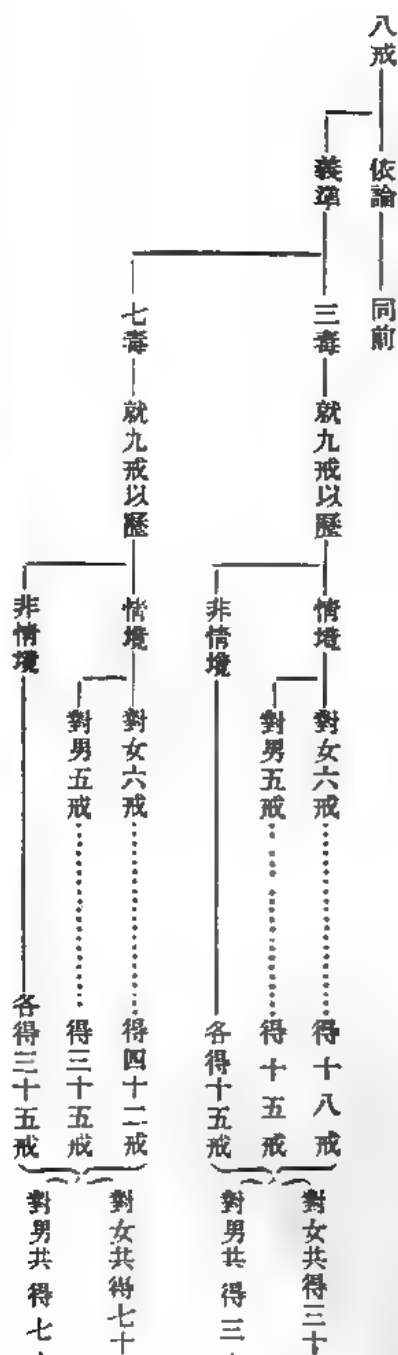 八戒
依論
同前
義準
三毒
就九戒以歷
情境
對女六戒
得十八戒
對男五戒
得十五戒
非情境
各得十五戒
對女共得三十
對男共得三
七毒
就九戒以歷
情境
對女六戒
得四十二戒
對男五戒
得三十五戒
非情境
各得三十五戒
對女共得七十
對男共得七